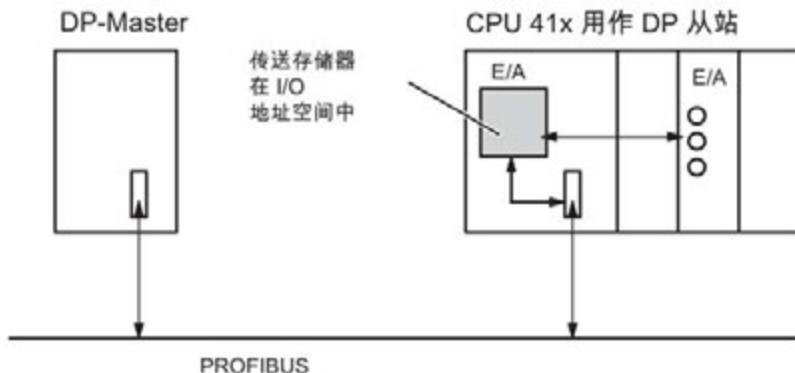 DP-Master
CPU 41x 用作 DP 从站
传送存储器
在 I/O
地址空间中
E/A
E/A
PROFIBUS